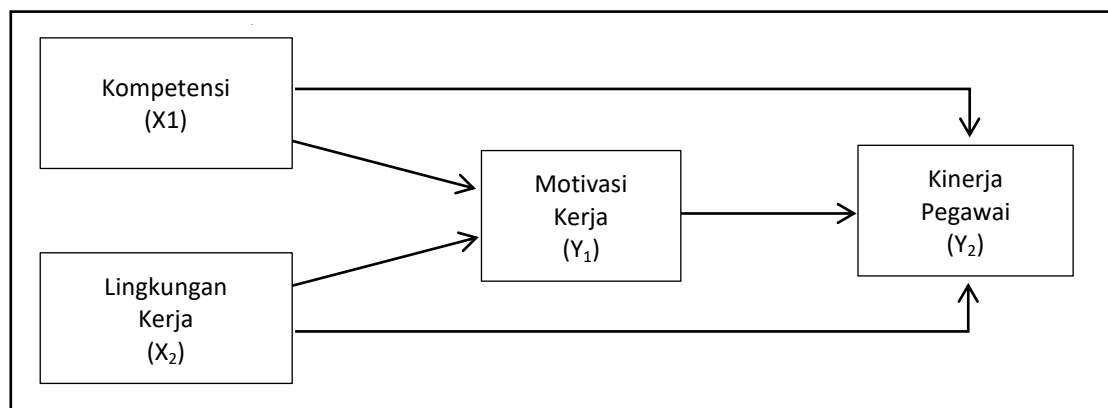 Kompetensi
(X1)
Motivasi
Kerja
(Y₁)
Kinerja
Pegawai
(Y₂)
Lingkungan
Kerja
(X₂)